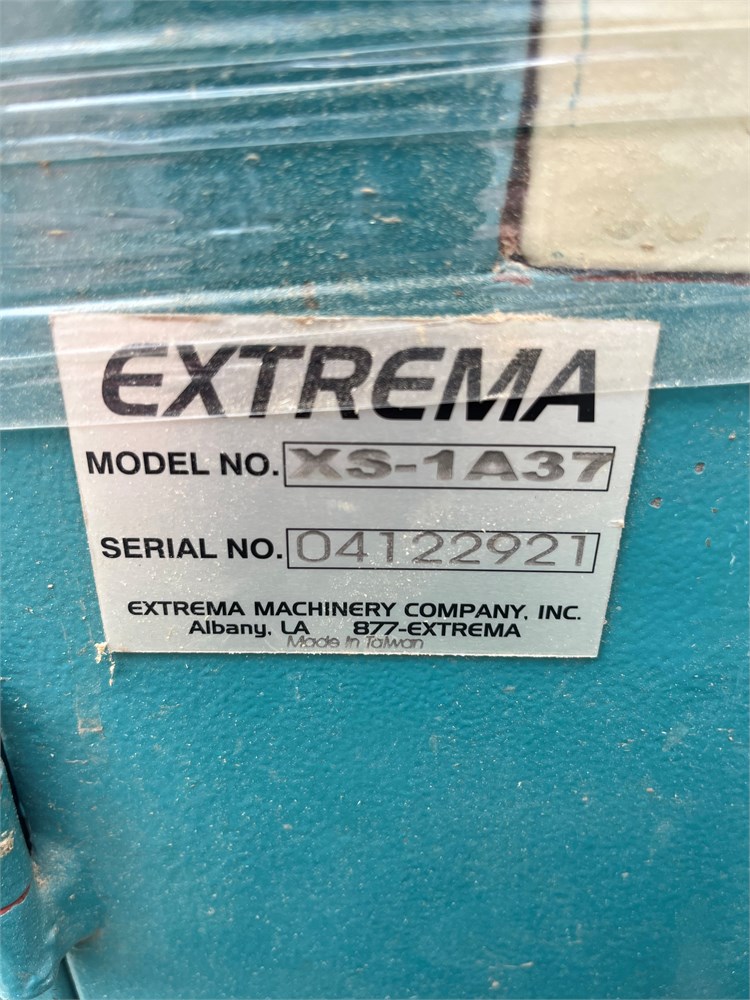 EXTREMA
MODEL NO. XS-1A37
SERIAL NO. 04122921
EXTREMA MACHINERY COMPANY, INC.
Albany, LA 877-EXTREMA
Made In Taiwan